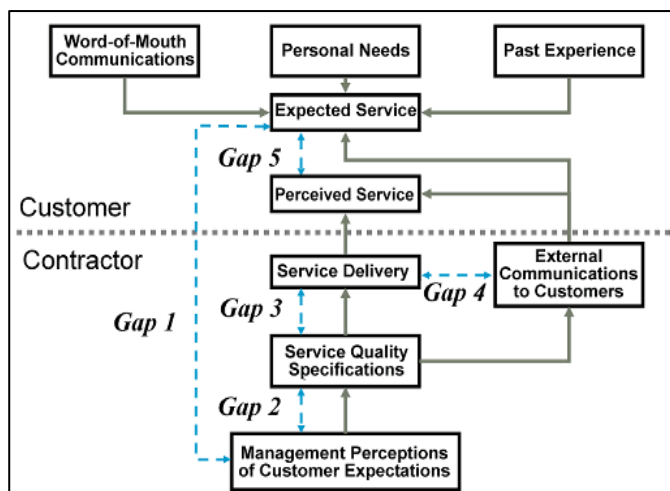 Word-of-Mouth
Communications
Personal Needs
Past Experience
Expected Service
Gap 5
Perceived Service
Customer
Contractor
Service Delivery
External
Communications
to Customers
Gap 4
Gap 3
Gap 1
Service Quality
Specifications
Gap 2
Management Perceptions
of Customer Expectations